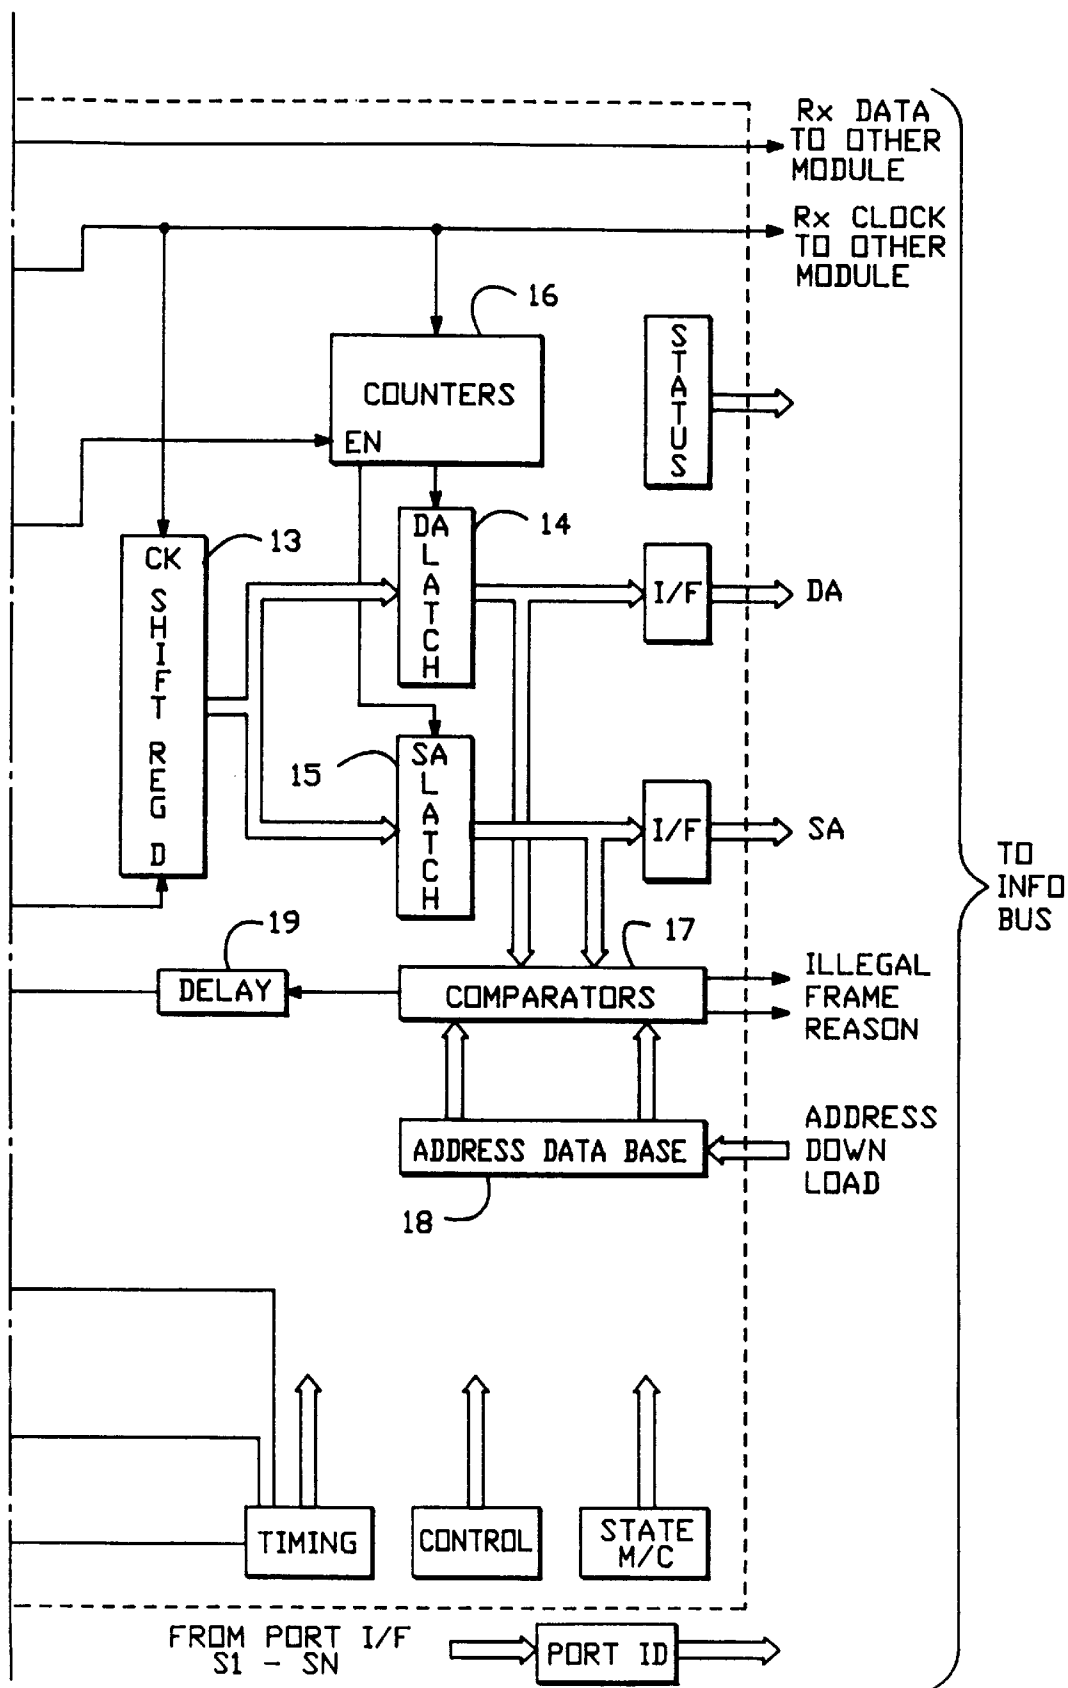 Rx DATA
TO OTHER
MODULE
Rx CLOCK
TO OTHER
MODULE
16
COUNTERS
EN
STATUS
13
CK
SHIFT
REG
D
14
DA
LATCH
I/F
DA
15
SA
LATCH
I/F
SA
TO
INFO
BUS
19
DELAY
17
COMPARATORS
ILLEGAL
FRAME
REASON
ADDRESS DATA BASE
18
ADDRESS
DOWN
LOAD
TIMING
CONTROL
STATE
M/C
FROM PORT I/F
S1 - SN
PORT ID